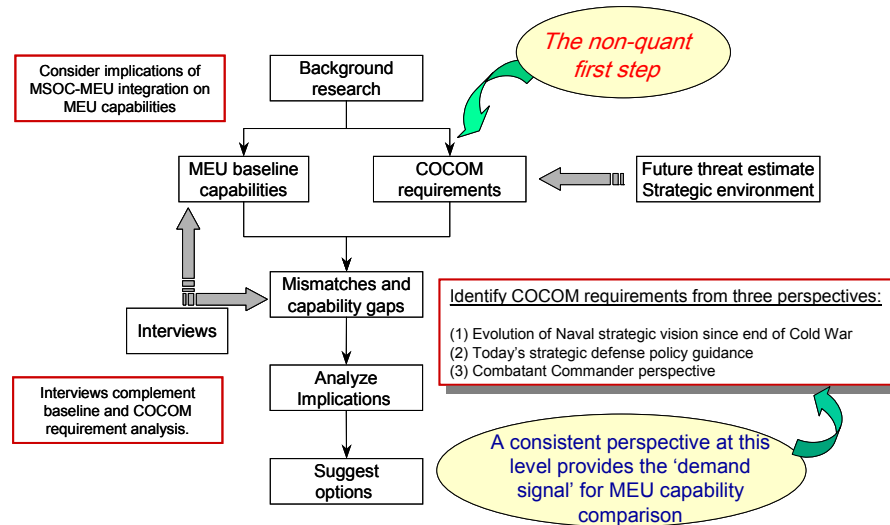 The non-quant
first step
Consider implications of
MSOC-MEU integration on
MEU capabilities
Background
research
MEU baseline
capabilities
COCOM
requirements
Future threat estimate
Strategic environment
Mismatches and
capability gaps
Interviews
Identify COCOM requirements from three perspectives:
(1) Evolution of Naval strategic vision since end of Cold War
(2) Today's strategic defense policy guidance
(3) Combatant Commander perspective
Analyze
Implications
Interviews complement
baseline and COCOM
requirement analysis.
Suggest
options
A consistent perspective at this
level provides the 'demand
signal' for MEU capability
comparison